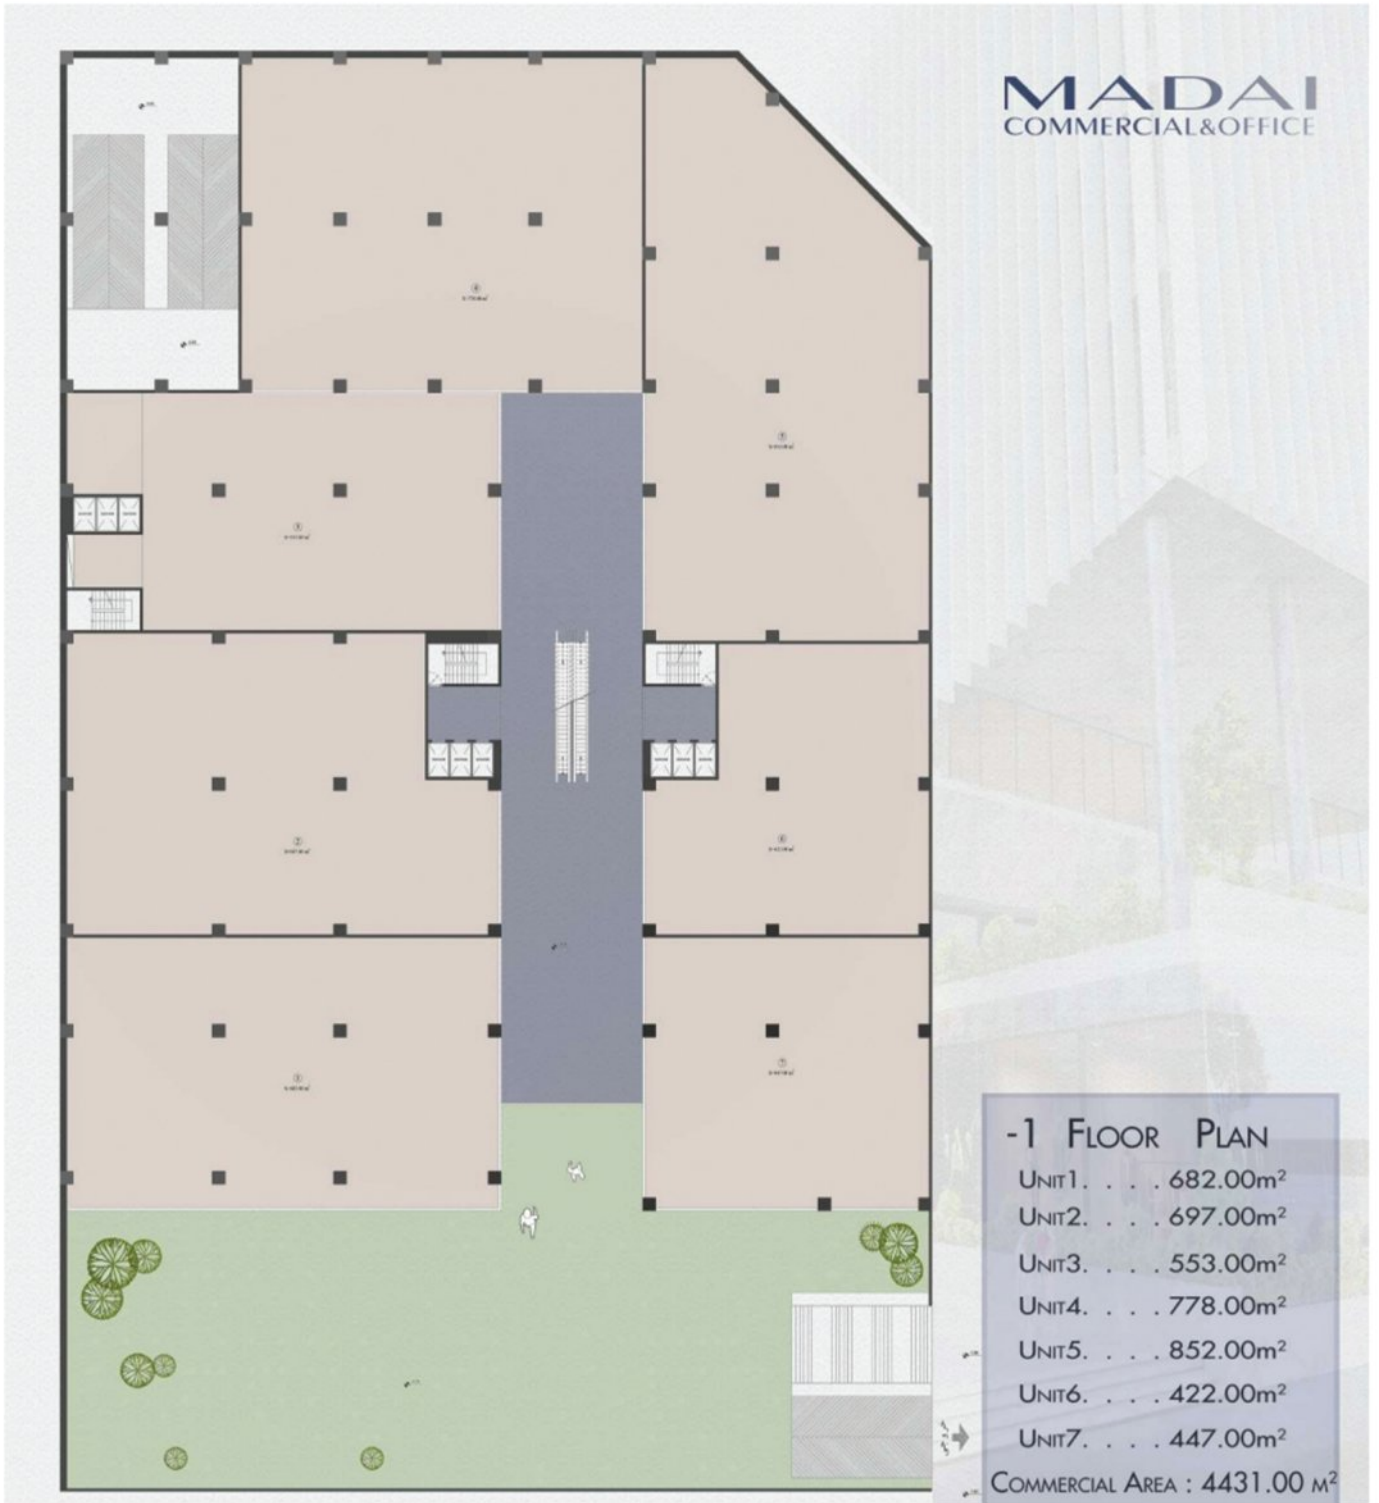 MADAI
COMMERCIAL&OFFICE
-1 FLOOR PLAN
UNIT1. . . . 682.00m²
UNIT2. . . . 697.00m²
UNIT3. . . . 553.00m²
UNIT4. . . . 778.00m²
UNIT5. . . . 852.00m²
UNIT6. . . . 422.00m²
UNIT7. . . . 447.00m²
COMMERCIAL AREA : 4431.00 M²